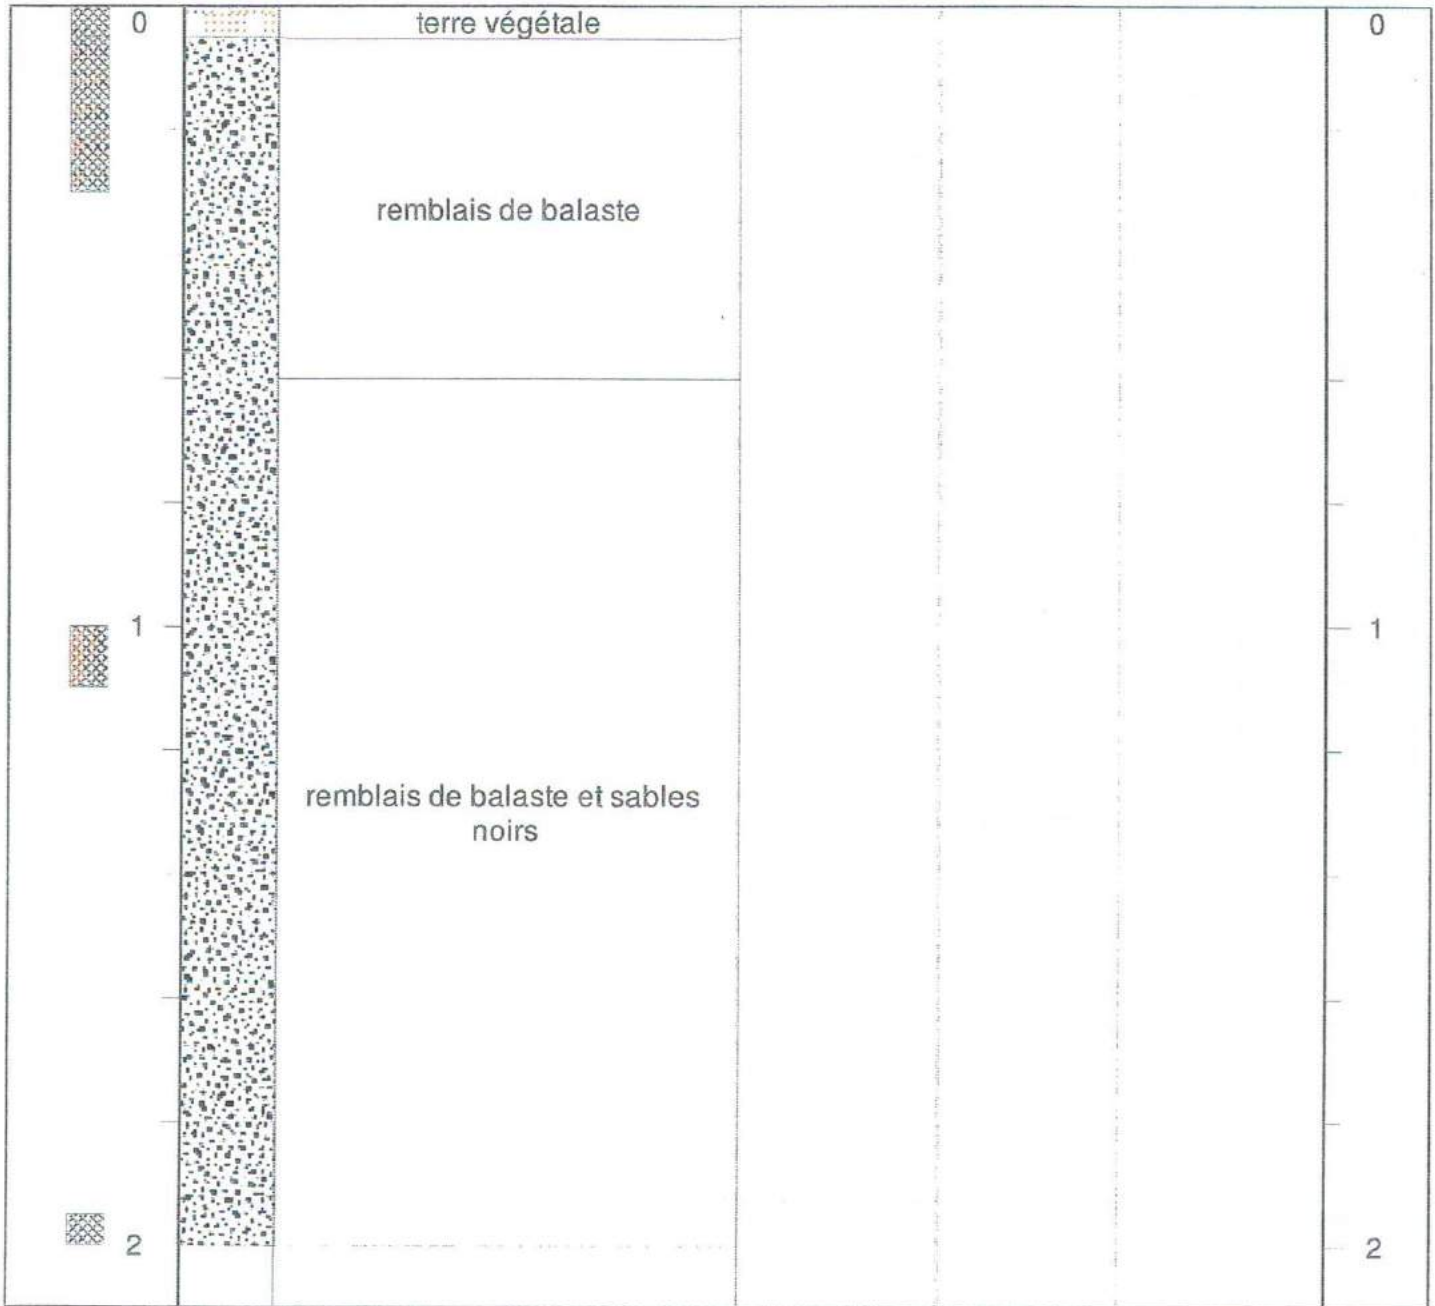 0 terre végétale 0
remblais de balaste
1 1
remblais de balaste et sables
noirs
2 2